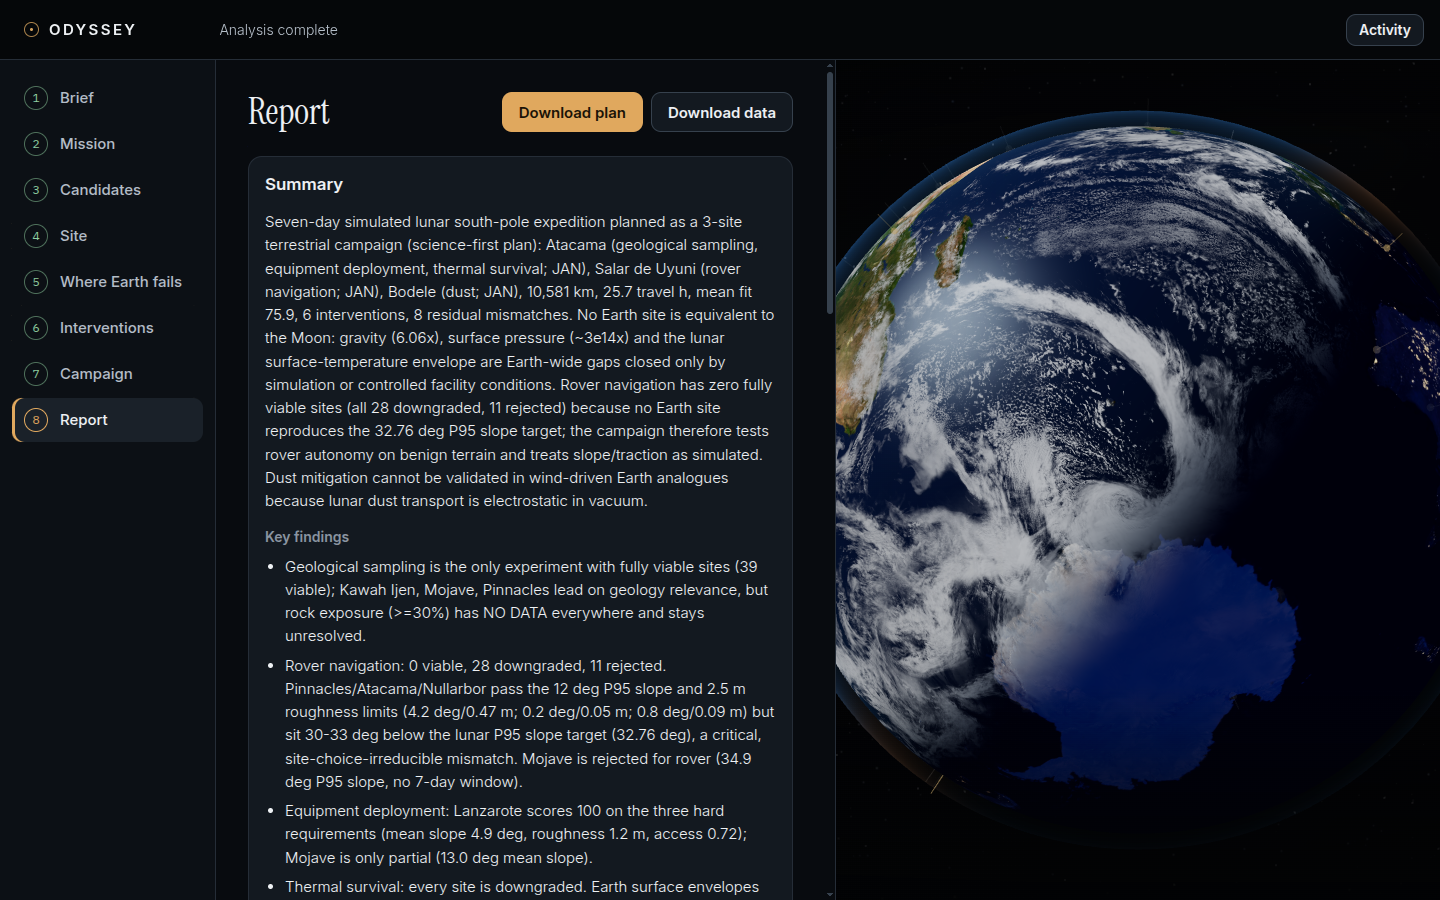 ODYSSEY
Analysis complete
Activity
1 Brief
2 Mission
3 Candidates
4 Site
5 Where Earth fails
6 Interventions
7 Campaign
8 Report
Report
Download plan
Download data
Summary
Seven-day simulated lunar south-pole expedition planned as a 3-site
terrestrial campaign (science-first plan): Atacama (geological sampling,
equipment deployment, thermal survival; JAN), Salar de Uyuni (rover
navigation; JAN), Bodele (dust; JAN), 10,581 km, 25.7 travel h, mean fit
75.9, 6 interventions, 8 residual mismatches. No Earth site is equivalent to
the Moon: gravity (6.06x), surface pressure (~3e14x) and the lunar
surface-temperature envelope are Earth-wide gaps closed only by
simulation or controlled facility conditions. Rover navigation has zero fully
viable sites (all 28 downgraded, 11 rejected) because no Earth site
reproduces the 32.76 deg P95 slope target; the campaign therefore tests
rover autonomy on benign terrain and treats slope/traction as simulated.
Dust mitigation cannot be validated in wind-driven Earth analogues
because lunar dust transport is electrostatic in vacuum.
Key findings
• Geological sampling is the only experiment with fully viable sites (39
viable); Kawah Ijen, Mojave, Pinnacles lead on geology relevance, but
rock exposure (>=30%) has NO DATA everywhere and stays
unresolved.
• Rover navigation: 0 viable, 28 downgraded, 11 rejected.
Pinnacles/Atacama/Nullarbor pass the 12 deg P95 slope and 2.5 m
roughness limits (4.2 deg/0.47 m; 0.2 deg/0.05 m; 0.8 deg/0.09 m) but
sit 30-33 deg below the lunar P95 slope target (32.76 deg), a critical,
site-choice-irreducible mismatch. Mojave is rejected for rover (34.9
deg P95 slope, no 7-day window).
• Equipment deployment: Lanzarote scores 100 on the three hard
requirements (mean slope 4.9 deg, roughness 1.2 m, access 0.72);
Mojave is only partial (13.0 deg mean slope).
• Thermal survival: every site is downgraded. Earth surface envelopes